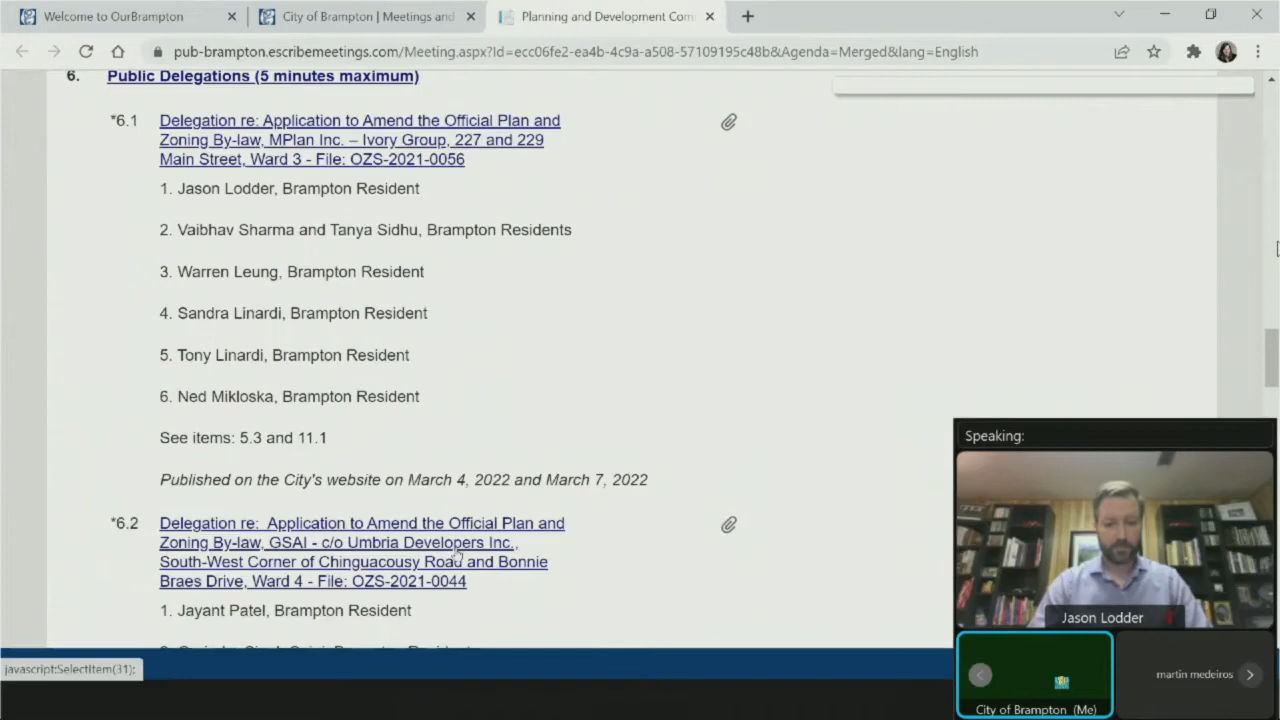 Welcome to OurBrampton
City of Brampton | Meetings and
Planning and Development Com
pub-brampton.escribemeetings.com/Meeting.aspx?Id=ecc06fe2-ea4b-4c9a-a508-57109195c48b&Agenda=Merged&lang=English
6. Public Delegations (5 minutes maximum)
*6.1 Delegation re: Application to Amend the Official Plan and
Zoning By-law, MPlan Inc. – Ivory Group, 227 and 229
Main Street, Ward 3 - File: OZS-2021-0056
1. Jason Lodder, Brampton Resident
2. Vaibhav Sharma and Tanya Sidhu, Brampton Residents
3. Warren Leung, Brampton Resident
4. Sandra Linardi, Brampton Resident
5. Tony Linardi, Brampton Resident
6. Ned Mikloska, Brampton Resident
See items: 5.3 and 11.1
Published on the City's website on March 4, 2022 and March 7, 2022
*6.2 Delegation re: Application to Amend the Official Plan and
Zoning By-law, GSAI - c/o Umbria Developers Inc.,
South-West Corner of Chinguacousy Road and Bonnie
Braes Drive, Ward 4 - File: OZS-2021-0044
1. Jayant Patel, Brampton Resident
javascript:SelectItem(31);
Speaking:
Jason Lodder
City of Brampton (Me)
martin medeiros